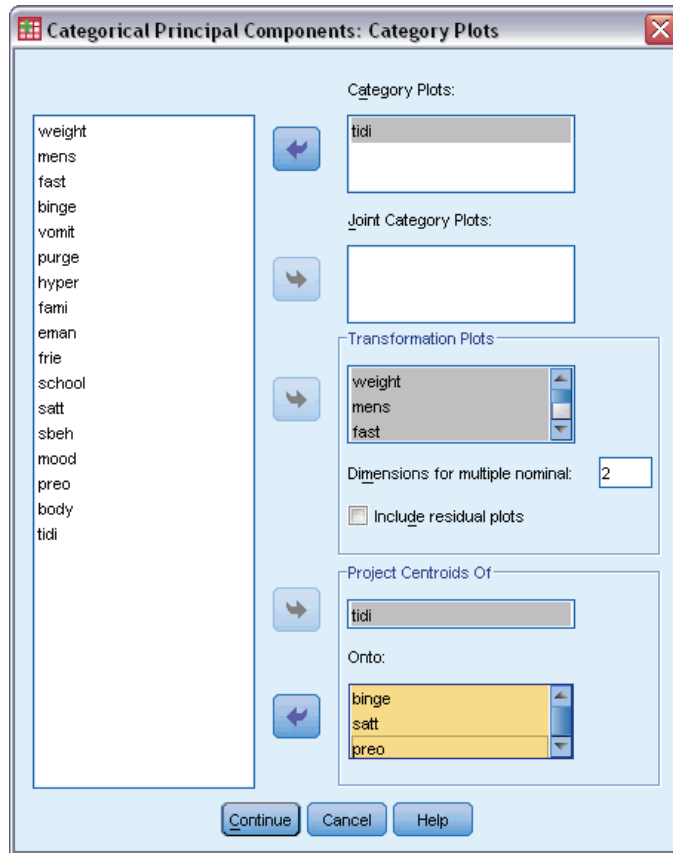 Categorical Principal Components: Category Plots
weight
mens
fast
binge
vomit
purge
hyper
fami
eman
frie
school
satt
sbeh
mood
preo
body
tidi
Category Plots:
tidi
Joint Category Plots:
Transformation Plots
weight
mens
fast
Dimensions for multiple nominal: 2
Include residual plots
Project Centroids Of
tidi
Onto:
binge
satt
preo
Continue Cancel Help